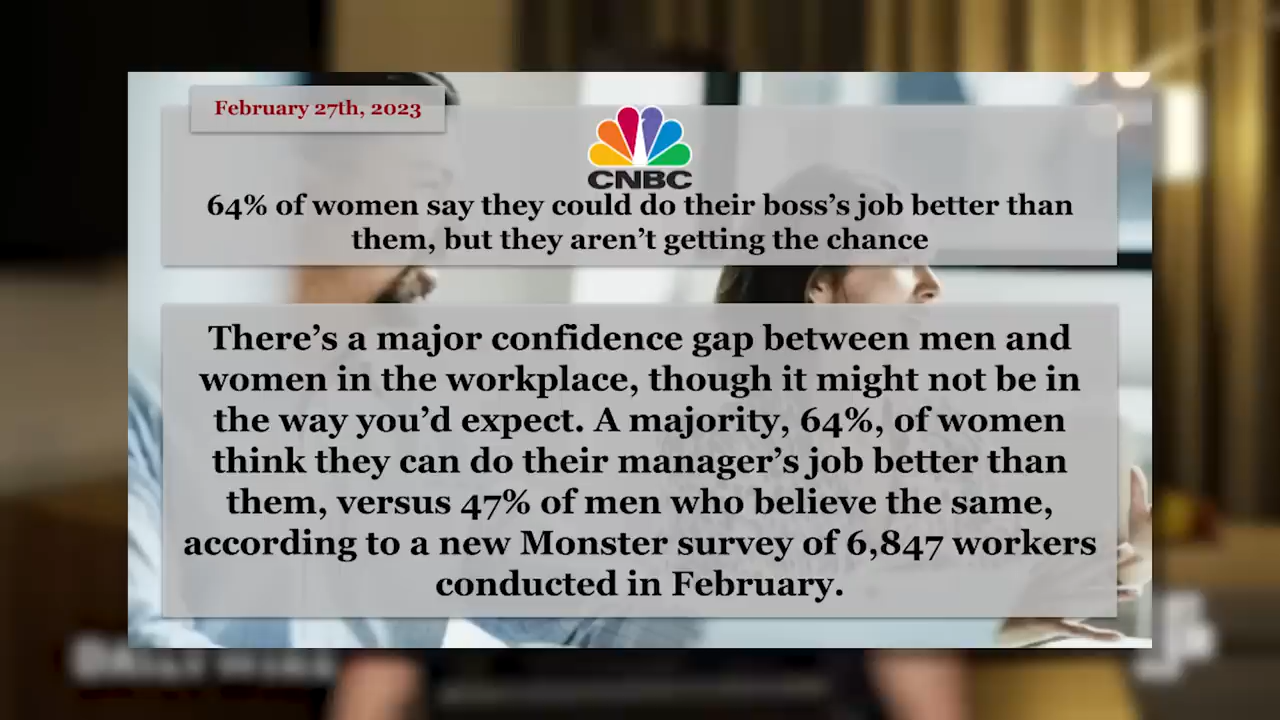 February 27th, 2023
CNBC
64% of women say they could do their boss's job better than
them, but they aren't getting the chance
There's a major confidence gap between men and
women in the workplace, though it might not be in
the way you'd expect. A majority, 64%, of women
think they can do their manager's job better than
them, versus 47% of men who believe the same,
according to a new Monster survey of 6,847 workers
conducted in February.